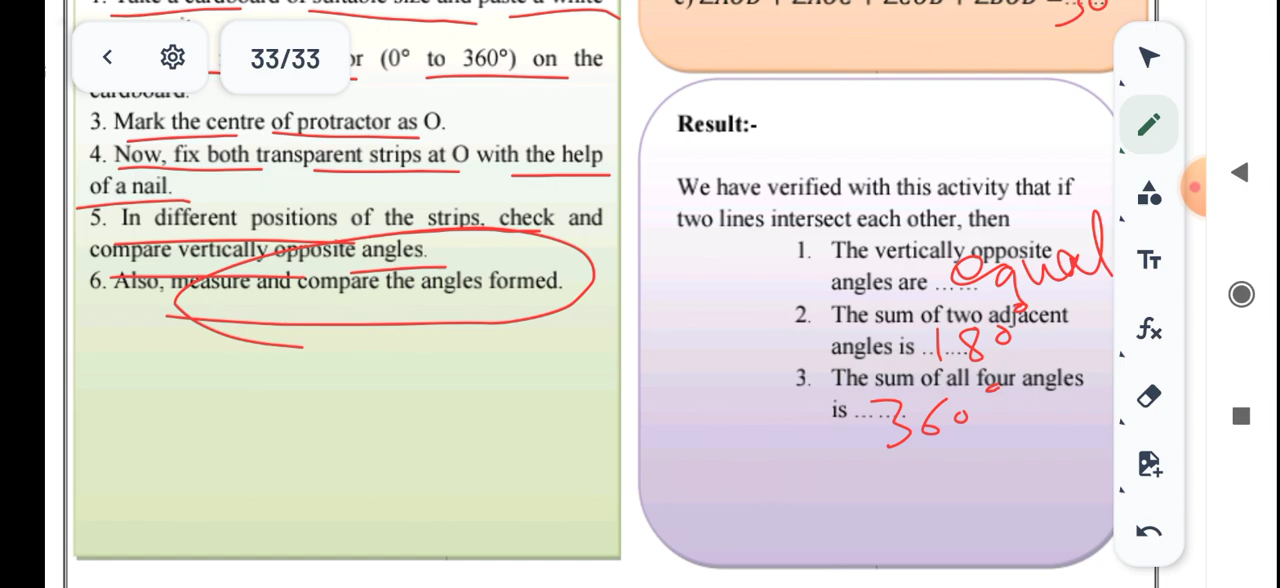 33/33
(0° to 360°) on the
cardboard.
3. Mark the centre of protractor as O.
4. Now, fix both transparent strips at O with the help
of a nail.
5. In different positions of the strips, check and
compare vertically opposite angles.
6. Also, measure and compare the angles formed.
Result:-
We have verified with this activity that if
two lines intersect each other, then
1. The vertically opposite
angles are ...... equal
2. The sum of two adjacent
angles is ....... 180°
3. The sum of all four angles
is ...... 360°
TT
fx